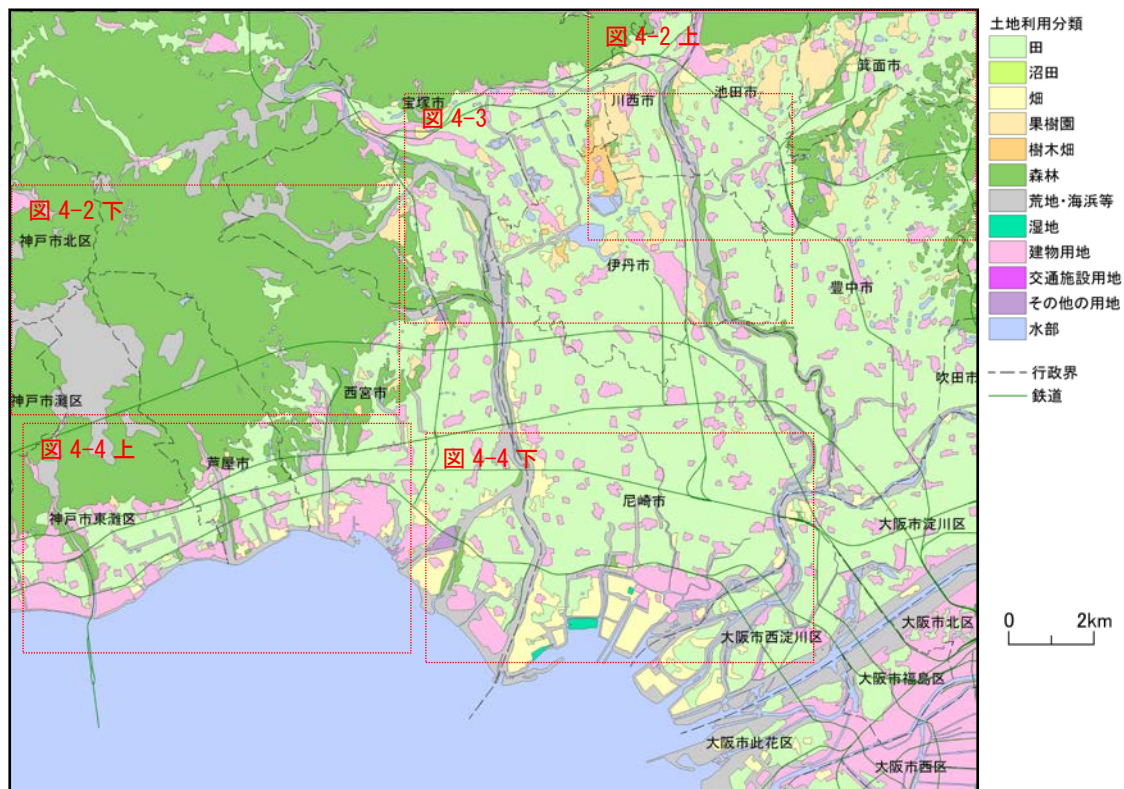 図 4-2 上
箕面市
池田市
川西市
宝塚市
図 4-3
図 4-2 下
神戸市北区
伊丹市
豊中市
吹田市
西宮市
神戸市灘区
図 4-4 上
芦屋市
図 4-4 下
尼崎市
神戸市東灘区
大阪市淀川区
大阪市北区
大阪市西淀川区
大阪市福島区
大阪市此花区
大阪市西区
土地利用分類
田
沼田
畑
果樹園
樹木畑
森林
荒地・海浜等
湿地
建物用地
交通施設用地
その他の用地
水部
行政界
鉄道
0 2km